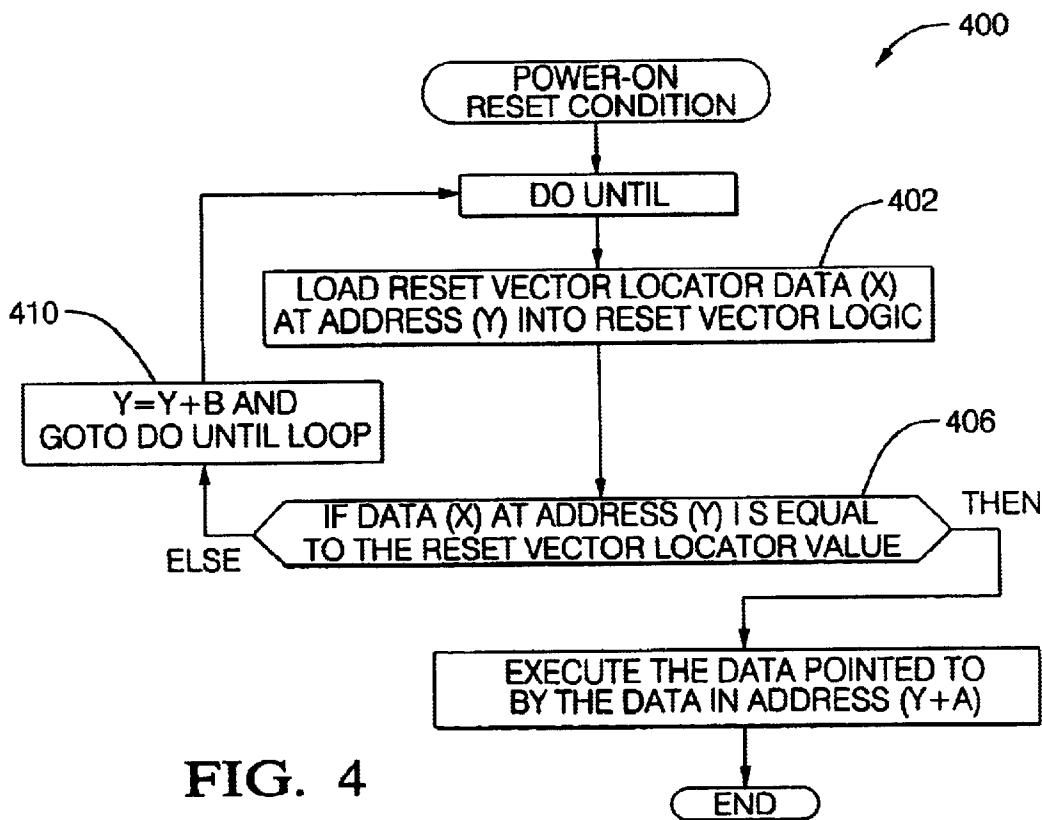 400
POWER-ON
RESET CONDITION
DO UNTIL
402
LOAD RESET VECTOR LOCATOR DATA (X)
AT ADDRESS (Y) INTO RESET VECTOR LOGIC
410
Y=Y+B AND
GOTO DO UNTIL LOOP
406
IF DATA (X) AT ADDRESS (Y) I S EQUAL
TO THE RESET VECTOR LOCATOR VALUE
THEN
ELSE
EXECUTE THE DATA POINTED TO
BY THE DATA IN ADDRESS (Y+A)
END
FIG. 4